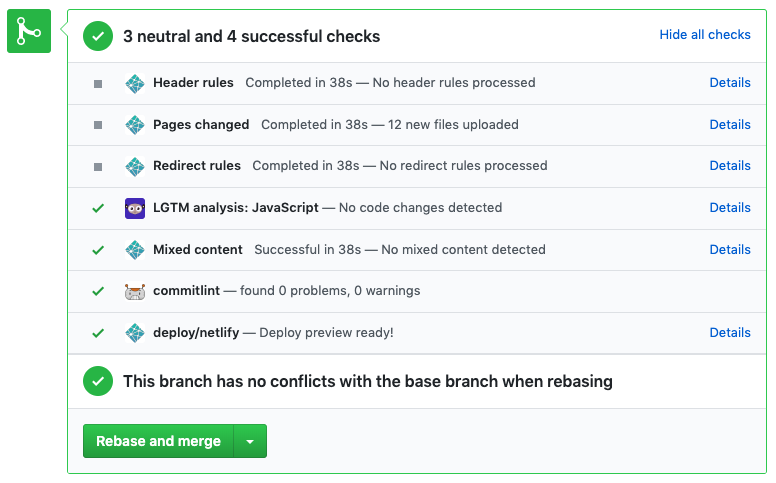 3 neutral and 4 successful checks Hide all checks
Header rules Completed in 38s — No header rules processed Details
Pages changed Completed in 38s — 12 new files uploaded Details
Redirect rules Completed in 38s — No redirect rules processed Details
LGTM analysis: JavaScript — No code changes detected Details
Mixed content Successful in 38s — No mixed content detected Details
commitlint — found 0 problems, 0 warnings
deploy/netlify — Deploy preview ready! Details
This branch has no conflicts with the base branch when rebasing
Rebase and merge